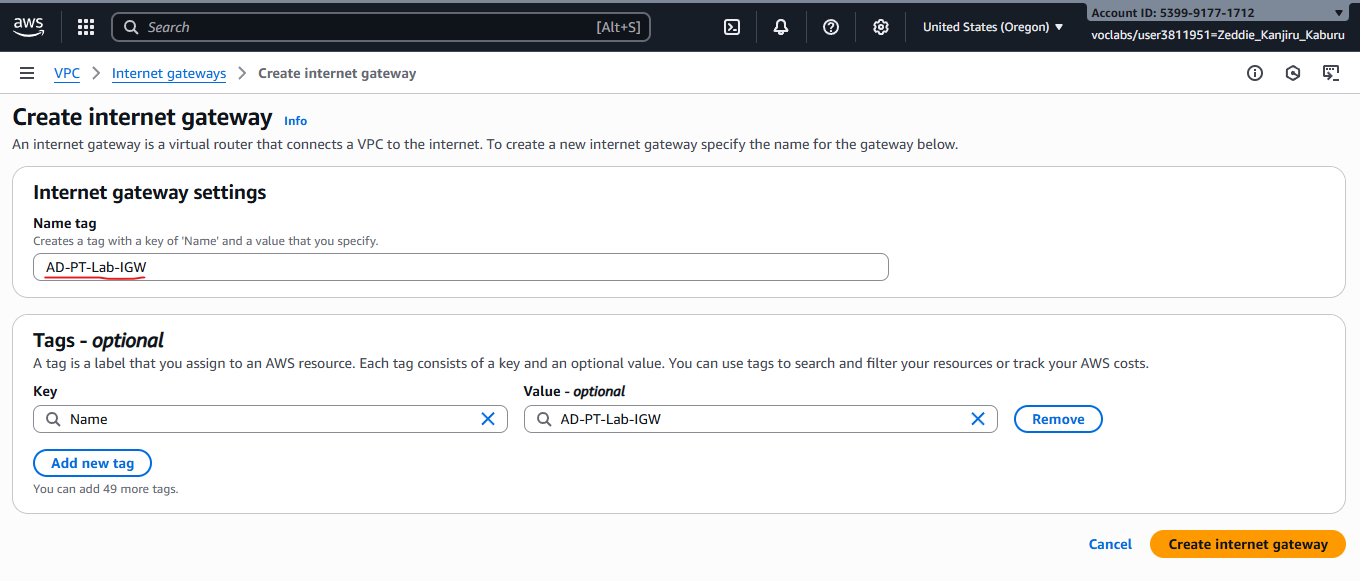 aws
Search [Alt+S]
United States (Oregon)
Account ID: 5399-9177-1712
voclabs/user3811951=Zeddie_Kanjiru_Kaburu
VPC Internet gateways Create internet gateway
Create internet gateway Info
An internet gateway is a virtual router that connects a VPC to the internet. To create a new internet gateway specify the name for the gateway below.
Internet gateway settings
Name tag
Creates a tag with a key of 'Name' and a value that you specify.
AD-PT-Lab-IGW
Tags - optional
A tag is a label that you assign to an AWS resource. Each tag consists of a key and an optional value. You can use tags to search and filter your resources or track your AWS costs.
Key Value - optional
Name AD-PT-Lab-IGW Remove
Add new tag
You can add 49 more tags.
Cancel Create internet gateway